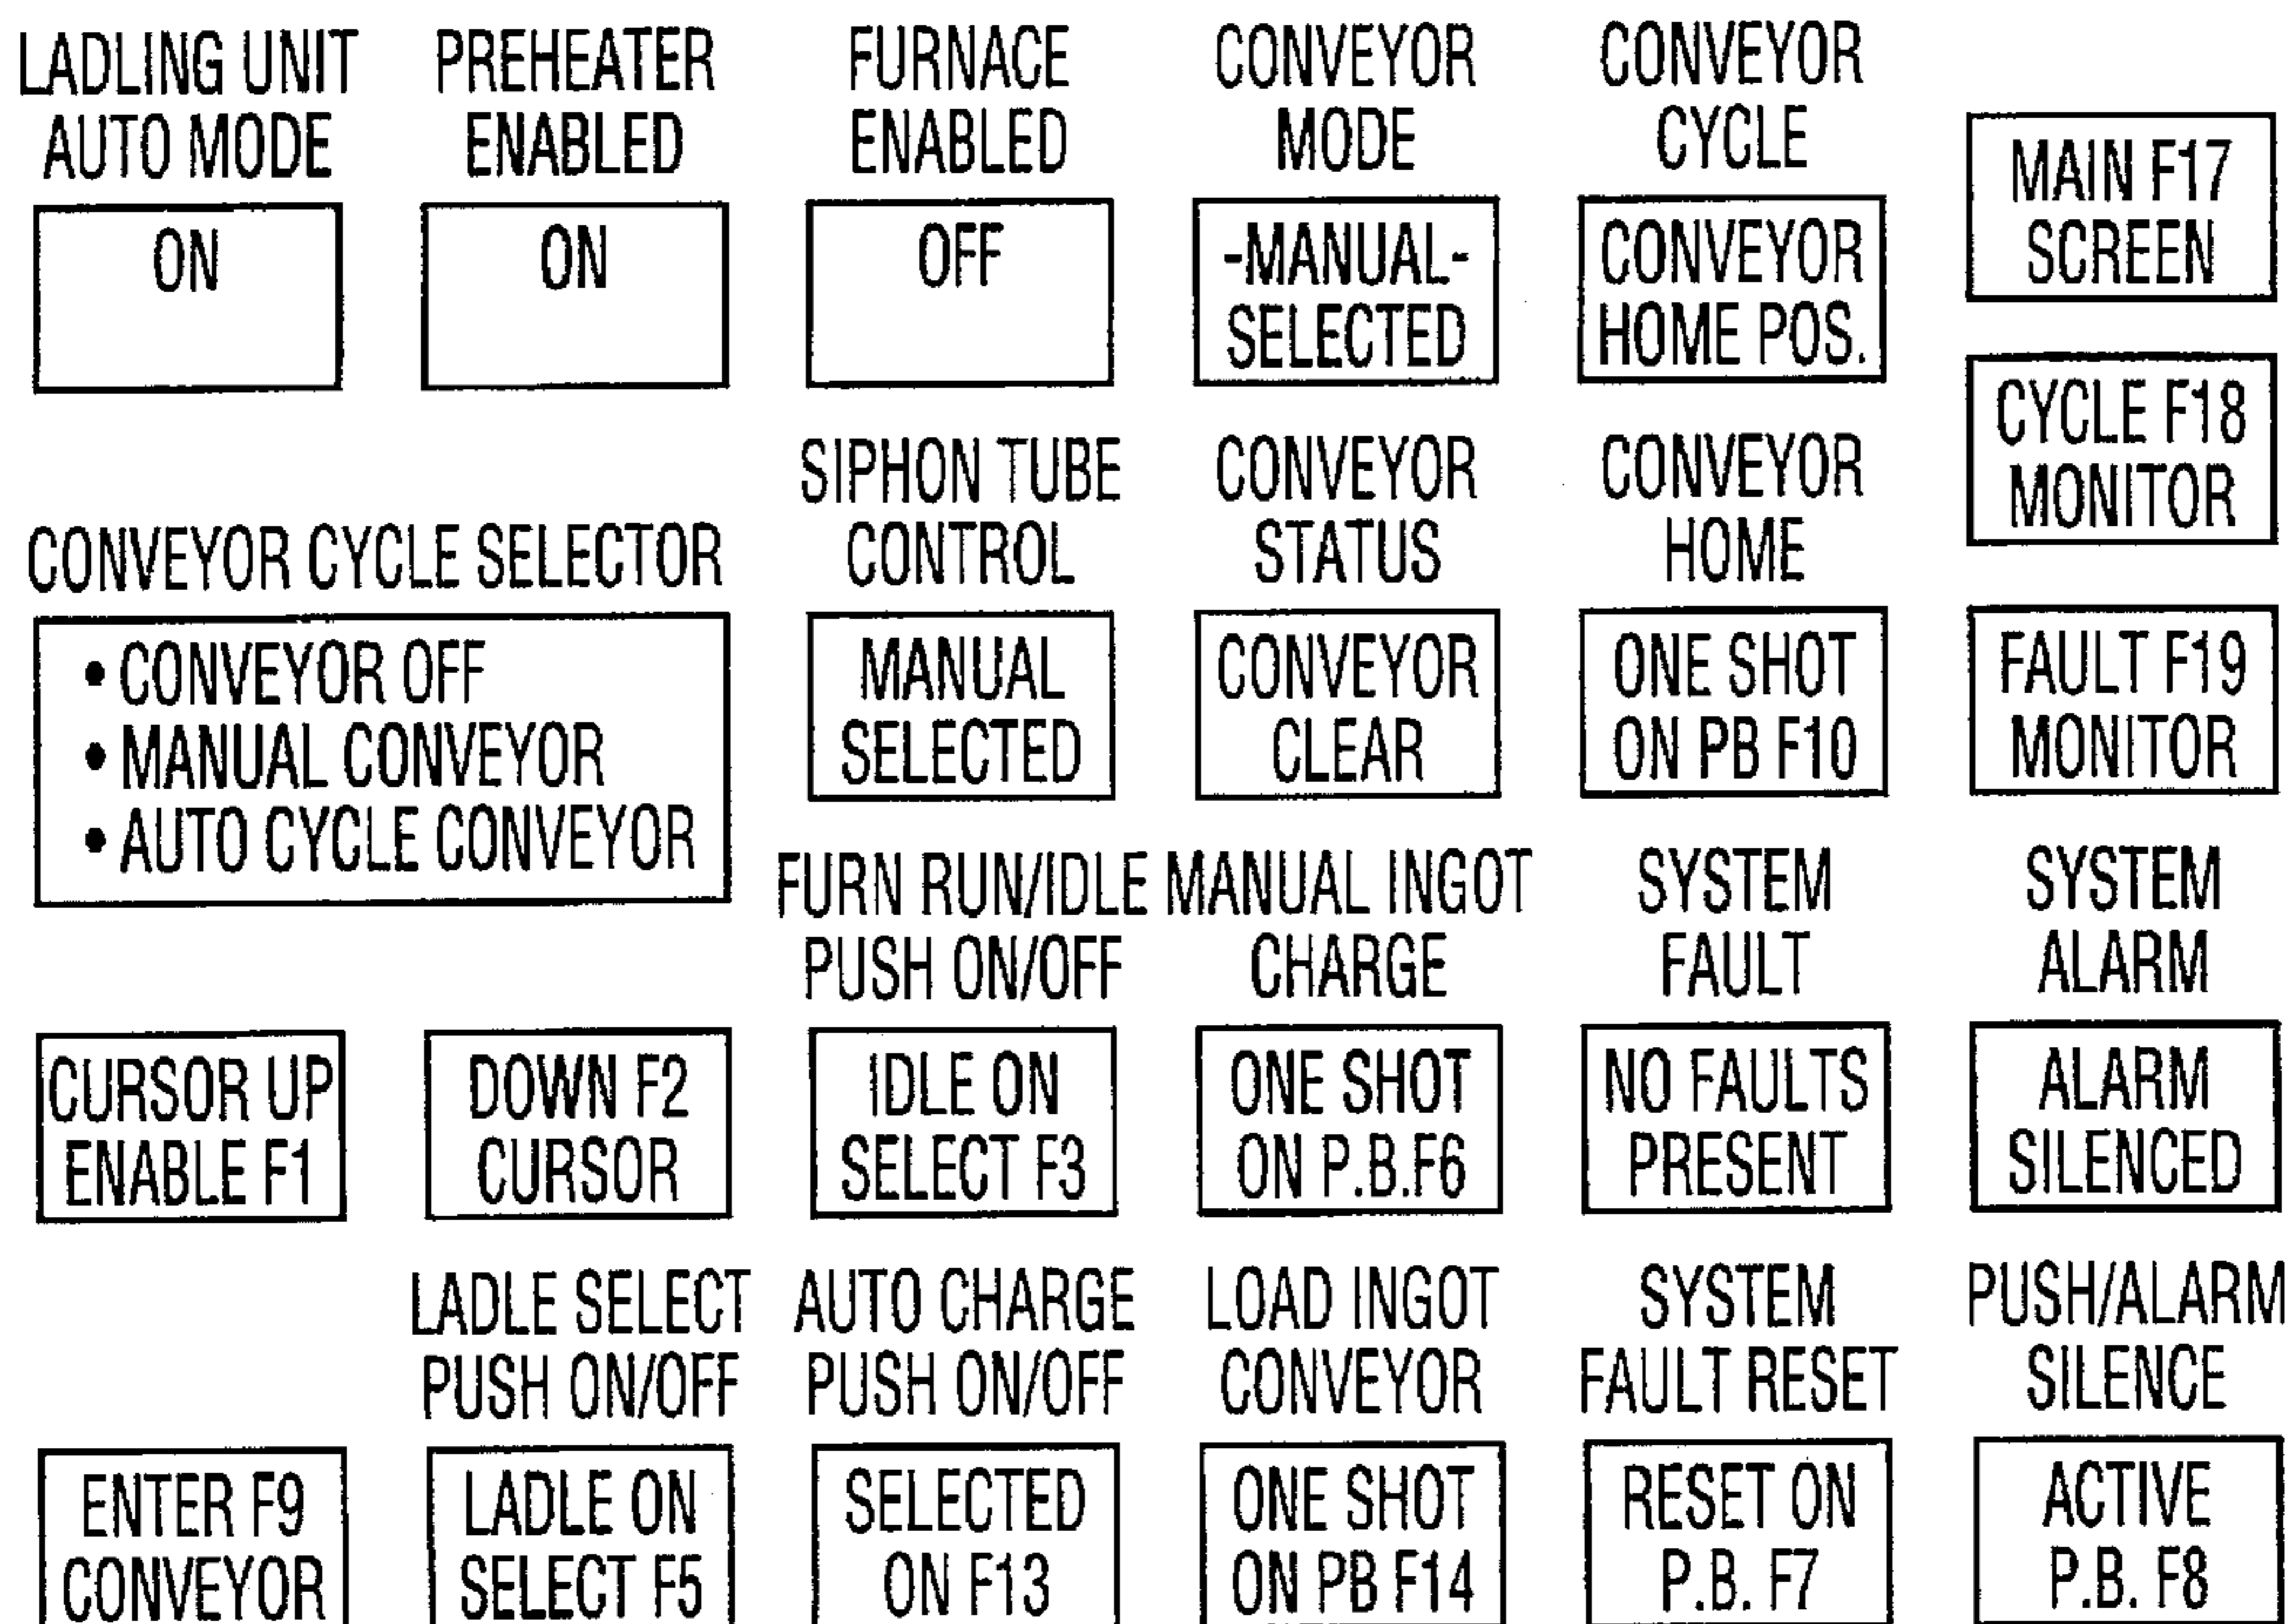 LADLING UNIT
AUTO MODE
ON
PREHEATER
ENABLED
ON
FURNACE
ENABLED
OFF
CONVEYOR
MODE
-MANUAL-
SELECTED
CONVEYOR
CYCLE
CONVEYOR
HOME POS.
MAIN F17
SCREEN
CYCLE F18
MONITOR
CONVEYOR CYCLE SELECTOR
• CONVEYOR OFF
• MANUAL CONVEYOR
• AUTO CYCLE CONVEYOR
SIPHON TUBE
CONTROL
MANUAL
SELECTED
CONVEYOR
STATUS
CONVEYOR
CLEAR
CONVEYOR
HOME
ONE SHOT
ON PB F10
FAULT F19
MONITOR
CURSOR UP
ENABLE F1
DOWN F2
CURSOR
FURN RUN/IDLE
PUSH ON/OFF
IDLE ON
SELECT F3
MANUAL INGOT
CHARGE
ONE SHOT
ON P.B.F6
SYSTEM
FAULT
NO FAULTS
PRESENT
SYSTEM
ALARM
ALARM
SILENCED
ENTER F9
CONVEYOR
LADLE SELECT
PUSH ON/OFF
LADLE ON
SELECT F5
AUTO CHARGE
PUSH ON/OFF
SELECTED
ON F13
LOAD INGOT
CONVEYOR
ONE SHOT
ON PB F14
SYSTEM
FAULT RESET
RESET ON
P.B. F7
PUSH/ALARM
SILENCE
ACTIVE
P.B. F8